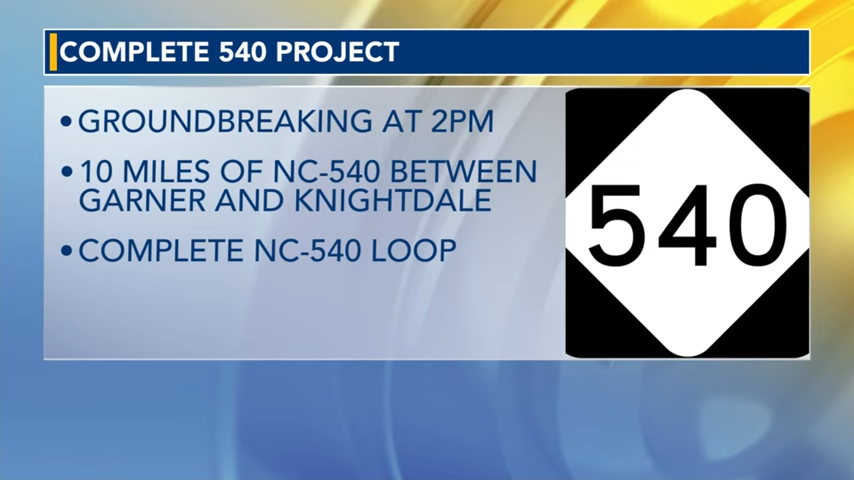 COMPLETE 540 PROJECT
• GROUNDBREAKING AT 2PM
• 10 MILES OF NC-540 BETWEEN
GARNER AND KNIGHTDALE
• COMPLETE NC-540 LOOP
540